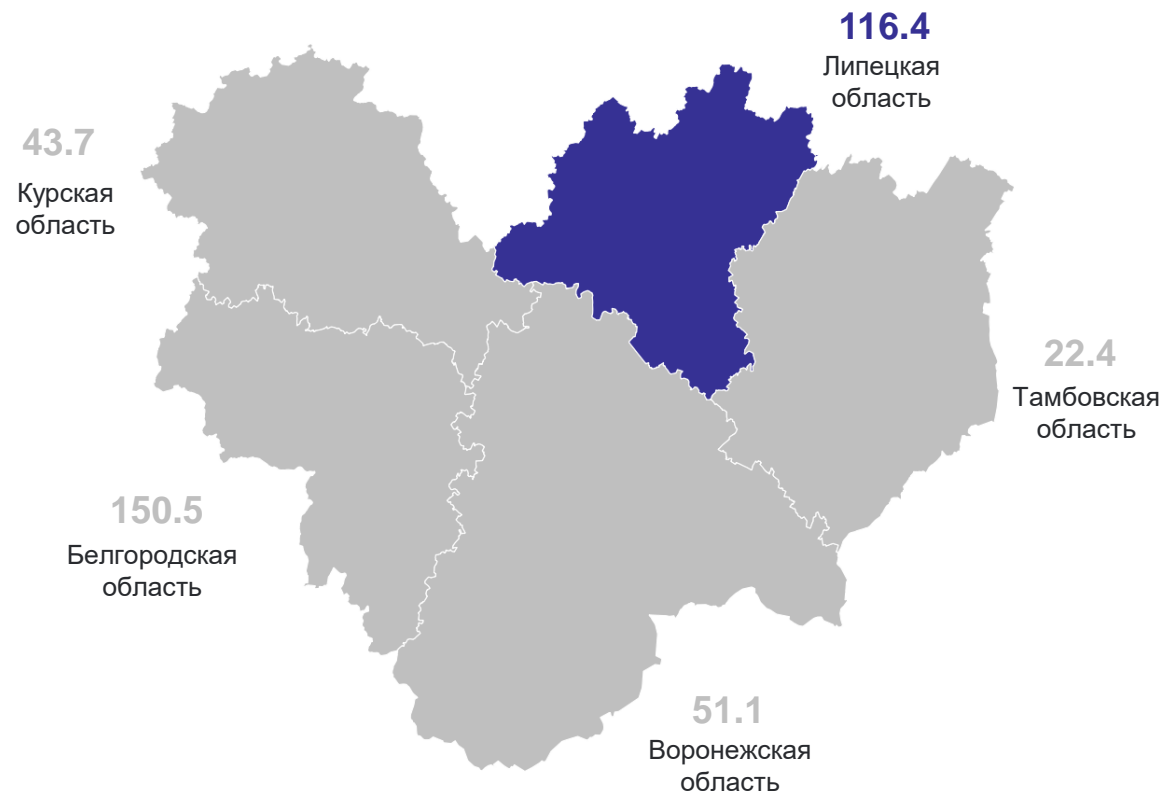 116.4
Липецкая
область
43.7
Курская
область
22.4
Тамбовская
область
150.5
Белгородская
область
51.1
Воронежская
область